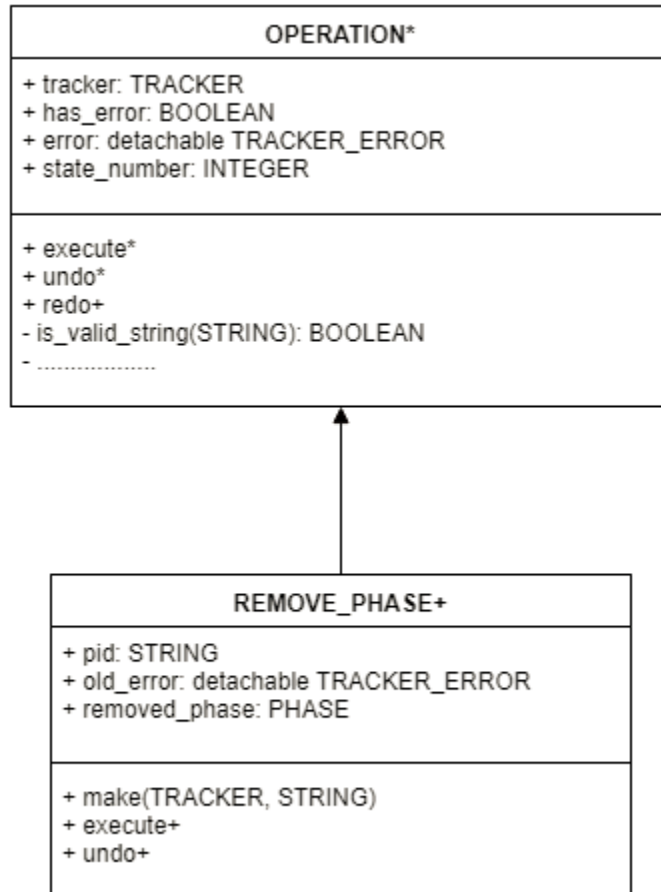 OPERATION*
+ tracker: TRACKER
+ has_error: BOOLEAN
+ error: detachable TRACKER_ERROR
+ state_number: INTEGER
+ execute*
+ undo*
+ redo+
- is_valid_string(STRING): BOOLEAN
- ..................
REMOVE_PHASE+
+ pid: STRING
+ old_error: detachable TRACKER_ERROR
+ removed_phase: PHASE
+ make(TRACKER, STRING)
+ execute+
+ undo+